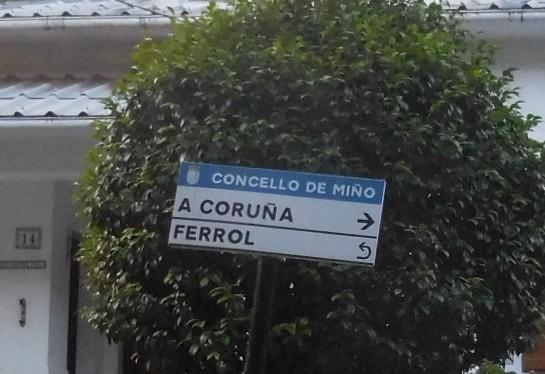 CONCELLO DE MIÑO
A CORUÑA
FERROL
14